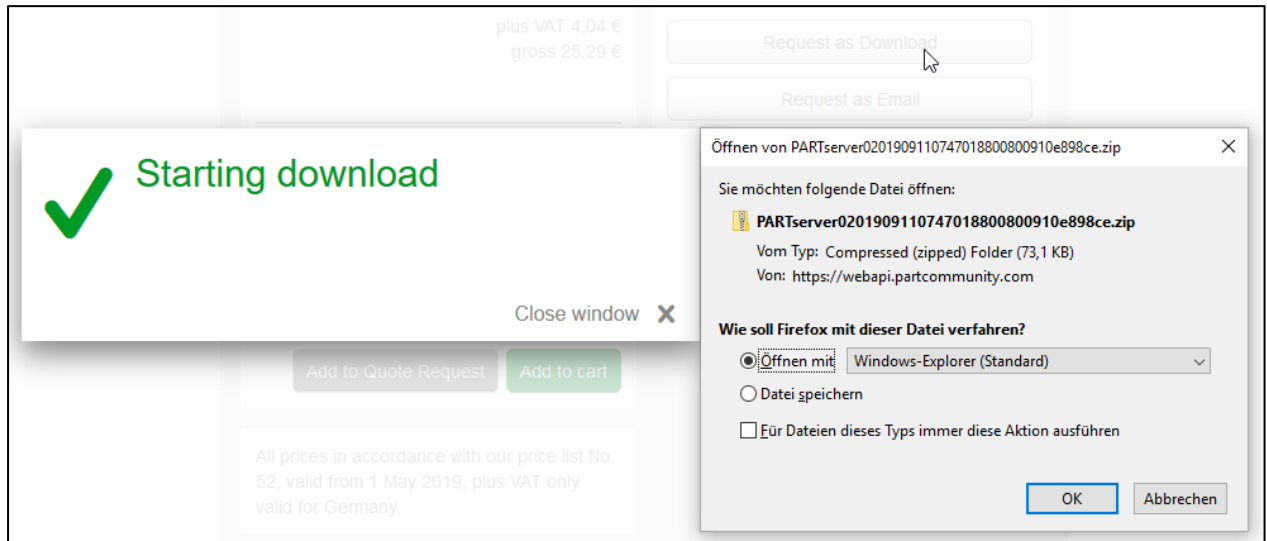 plus VAT 4,04 €
gross 25,29 €
Request as Download
Request as Email
Starting download
Close window
Add to Quote Request
Add to cart
All prices in accordance with our price list No.
52, valid from 1 May 2019, plus VAT only
valid for Germany.
Öffnen von PARTserver0201909110747018800800910e898ce.zip
Sie möchten folgende Datei öffnen:
PARTserver0201909110747018800800910e898ce.zip
Vom Typ: Compressed (zipped) Folder (73,1 KB)
Von: https://webapi.partcommunity.com
Wie soll Firefox mit dieser Datei verfahren?
Öffnen mit Windows-Explorer (Standard)
Datei speichern
Für Dateien dieses Typs immer diese Aktion ausführen
OK Abbrechen